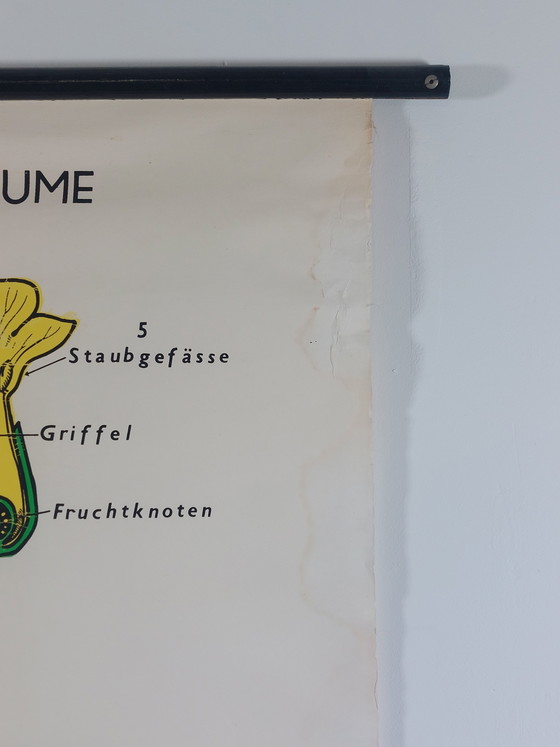 UME
5
Staubgefässe
Griffel
Fruchtknoten